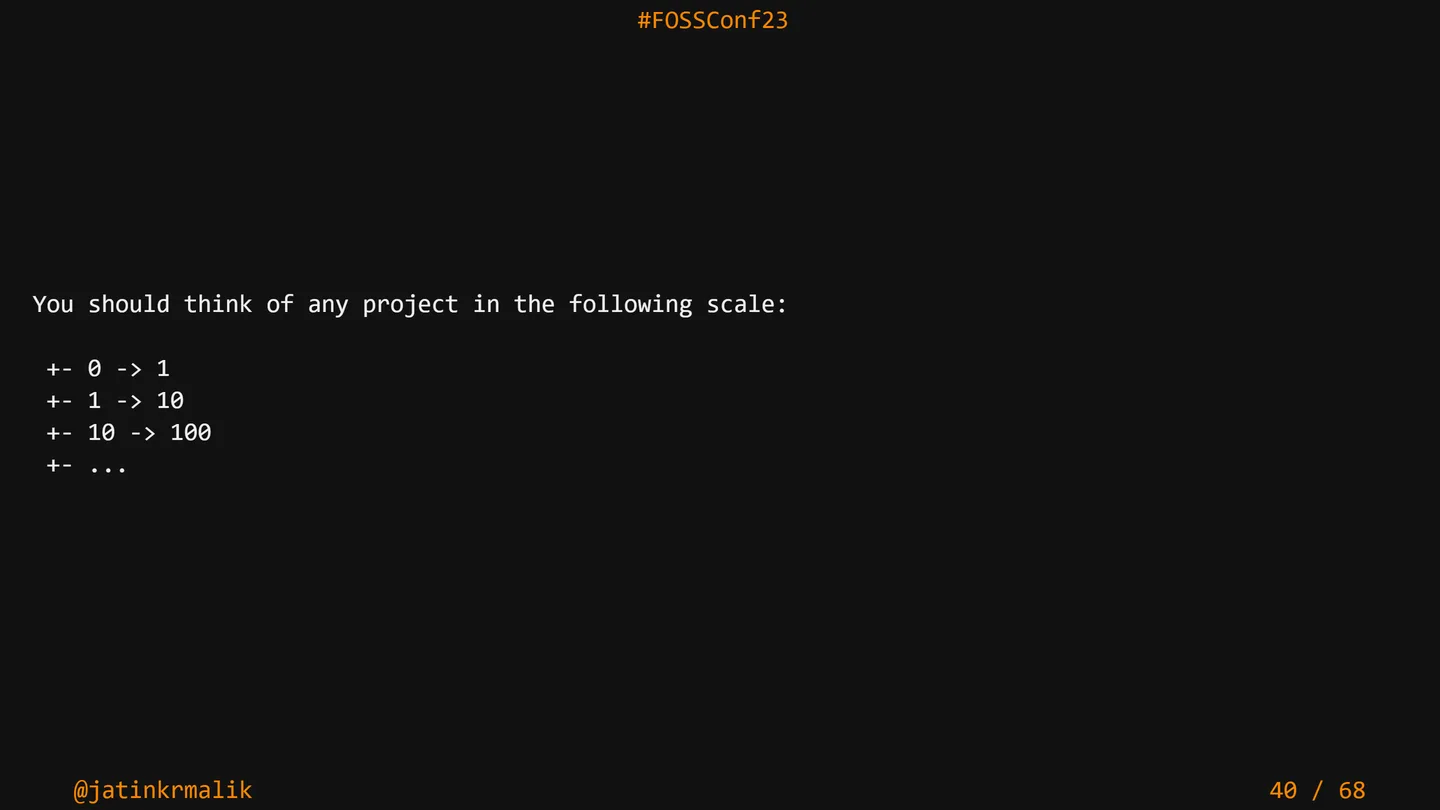 #FOSSConf23
You should think of any project in the following scale:
+- 0 -> 1
+- 1 -> 10
+- 10 -> 100
+- ...
@jatinkrmalik
40 / 68